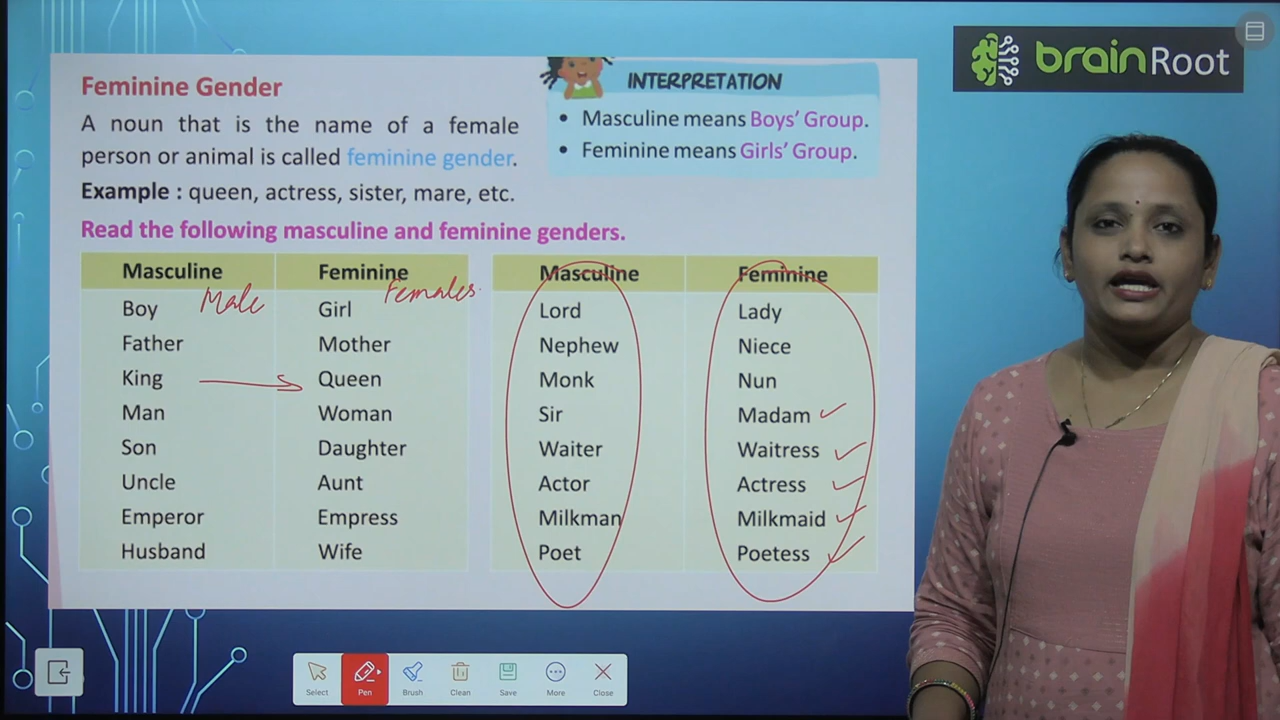 brainRoot
Feminine Gender
A noun that is the name of a female
person or animal is called feminine gender.
Example : queen, actress, sister, mare, etc.
INTERPRETATION
• Masculine means Boys' Group.
• Feminine means Girls' Group.
Read the following masculine and feminine genders.
Masculine Feminine
Boy Male Girl Females.
Father Mother
King Queen
Man Woman
Son Daughter
Uncle Aunt
Emperor Empress
Husband Wife
Masculine Feminine
Lord Lady
Nephew Niece
Monk Nun
Sir Madam
Waiter Waitress
Actor Actress
Milkman Milkmaid
Poet Poetess
Select Pen Brush Clean Save More Close